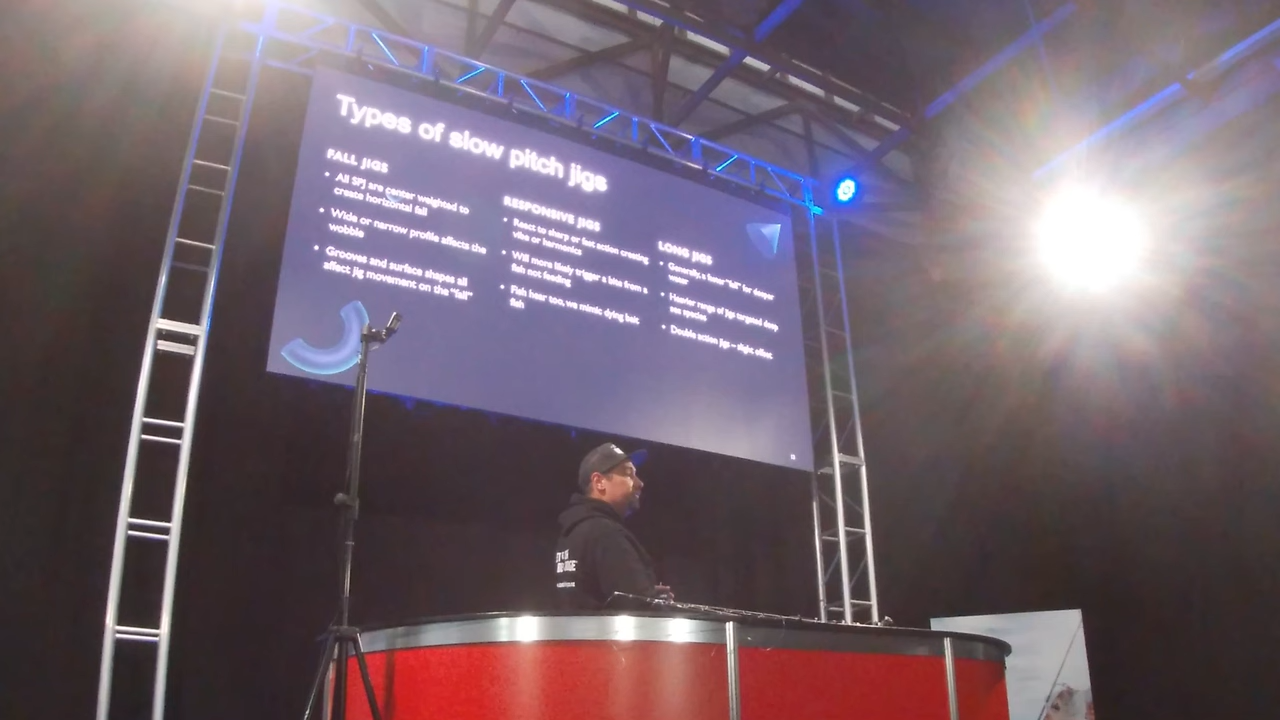 Types of slow pitch jigs
FALL JIGS
• All SPJ are center weighted to
create horizontal fall
• Wide or narrow profile affects the
wobble
• Grooves and surface shapes all
affect jig movement on the "fall"
RESPONSIVE JIGS
• React to sharp or fast action creating
vibe or harmonics
• Will more likely trigger a bite from a
fish not feeding
• Fish hear too, we mimic dying bait
fish
LONG JIGS
• Generally, a faster "fall" for deeper
water
• Heavier range of jigs targeted deep
sea species
• Double action jigs – slight effect